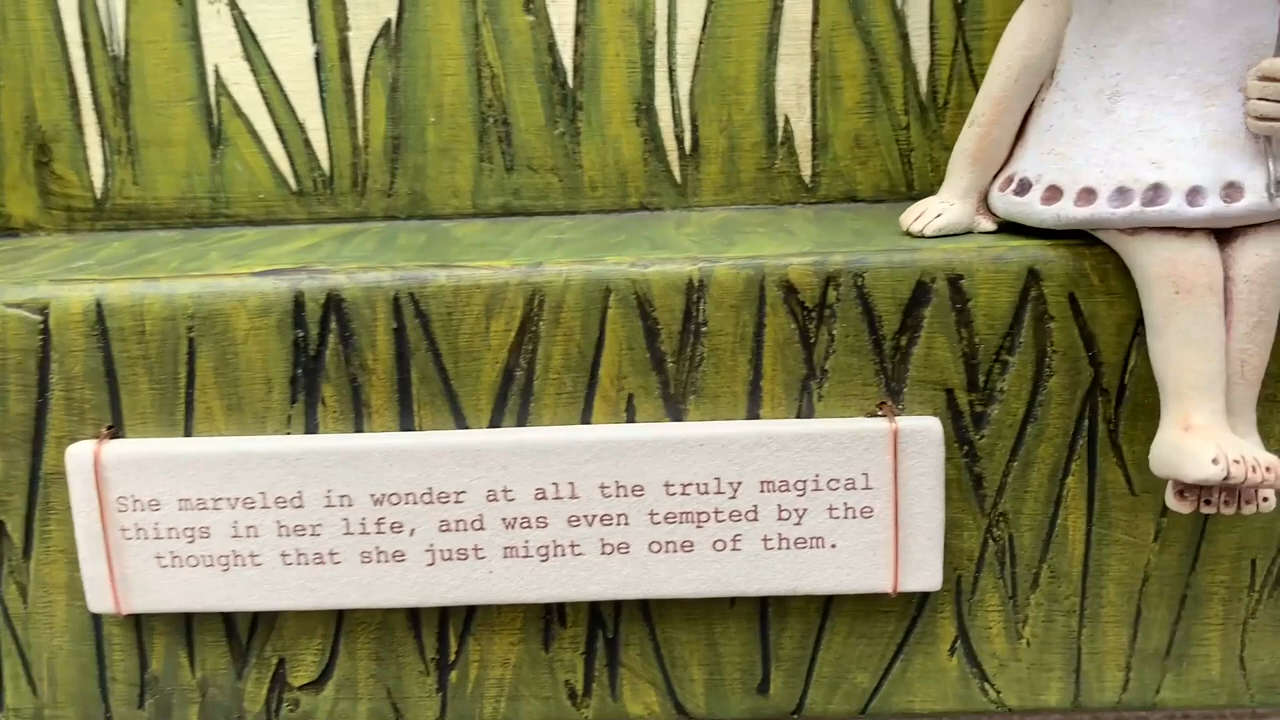 She marveled in wonder at all the truly magical
things in her life, and was even tempted by the
thought that she just might be one of them.